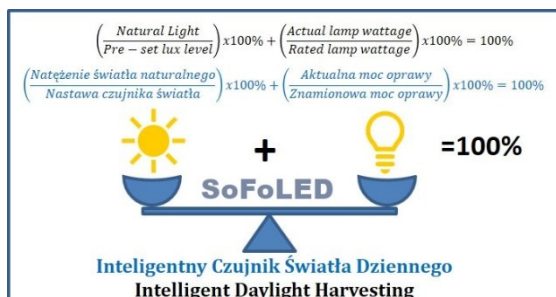 (Natural Light / Pre − set lux level) x100% + (Actual lamp wattage / Rated lamp wattage) x100% = 100%
(Natężenie światła naturalnego / Nastawa czujnika światła) x100% + (Aktualna moc oprawy / Znamionowa moc oprawy) x100% = 100%
+ =100%
SoFoLED
Inteligentny Czujnik Światła Dziennego
Intelligent Daylight Harvesting